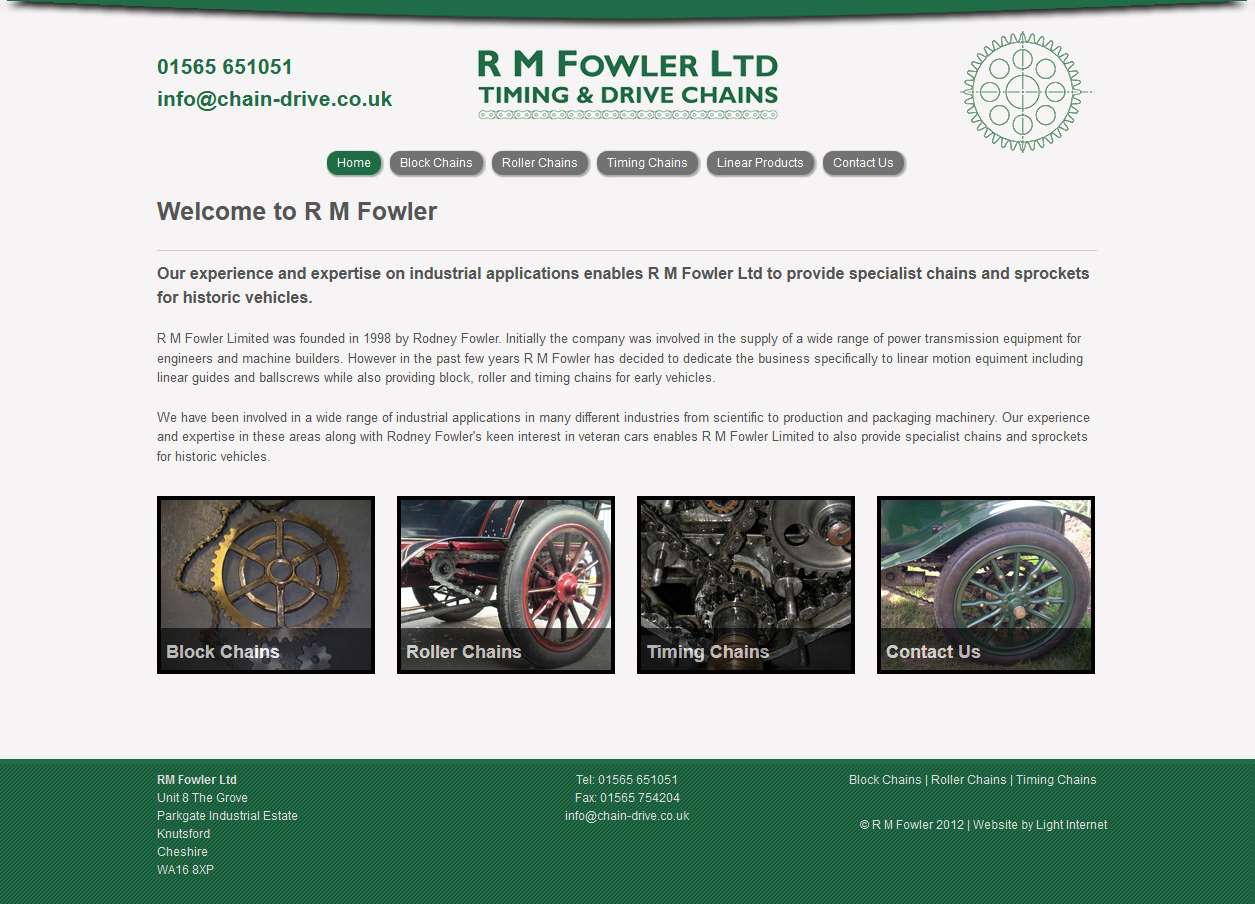 01565 651051
info@chain-drive.co.uk
R M FOWLER LTD
TIMING & DRIVE CHAINS
Home
Block Chains
Roller Chains
Timing Chains
Linear Products
Contact Us
Welcome to R M Fowler
Our experience and expertise on industrial applications enables R M Fowler Ltd to provide specialist chains and sprockets
for historic vehicles.
R M Fowler Limited was founded in 1998 by Rodney Fowler. Initially the company was involved in the supply of a wide range of power transmission equipment for
engineers and machine builders. However in the past few years R M Fowler has decided to dedicate the business specifically to linear motion equiment including
linear guides and ballscrews while also providing block, roller and timing chains for early vehicles.
We have been involved in a wide range of industrial applications in many different industries from scientific to production and packaging machinery. Our experience
and expertise in these areas along with Rodney Fowler's keen interest in veteran cars enables R M Fowler Limited to also provide specialist chains and sprockets
for historic vehicles.
Block Chains
Roller Chains
Timing Chains
Contact Us
RM Fowler Ltd
Unit 8 The Grove
Parkgate Industrial Estate
Knutsford
Cheshire
WA16 8XP
Tel: 01565 651051
Fax: 01565 754204
info@chain-drive.co.uk
Block Chains | Roller Chains | Timing Chains
© R M Fowler 2012 | Website by Light Internet